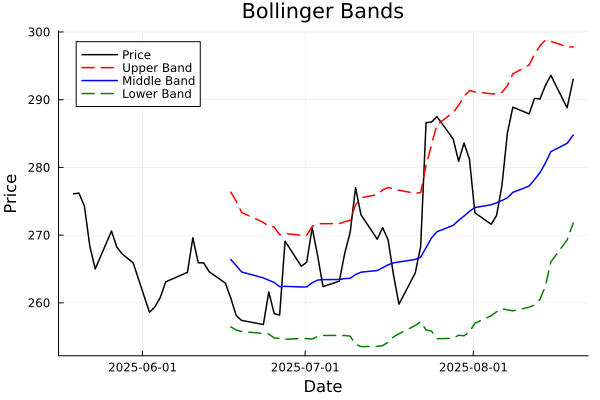 Bollinger Bands
Price
Upper Band
Middle Band
Lower Band
300
290
280
270
260
Price
2025-06-01
2025-07-01
2025-08-01
Date